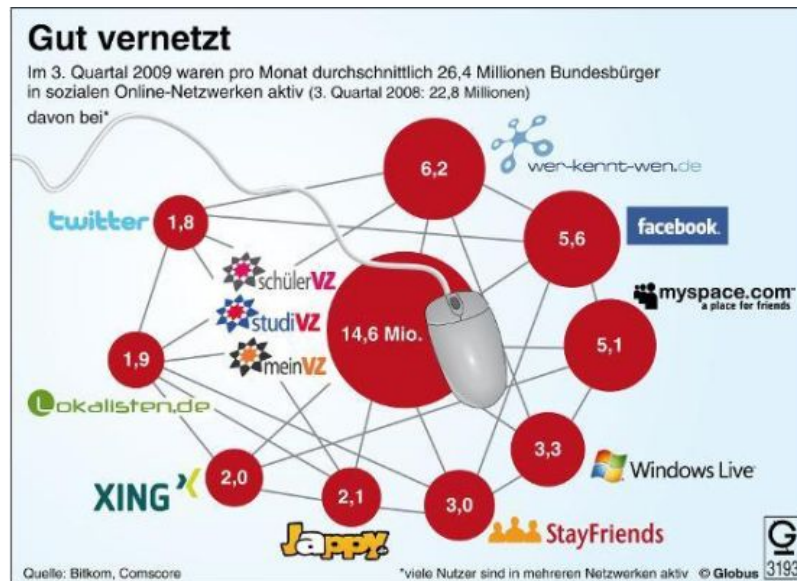 Gut vernetzt
Im 3. Quartal 2009 waren pro Monat durchschnittlich 26,4 Millionen Bundesbürger
in sozialen Online-Netzwerken aktiv (3. Quartal 2008: 22,8 Millionen)
davon bei*
6,2
wer-kennt-wen.de
twitter
1,8
5,6
facebook.
schülerVZ
studiVZ
meinVZ
14,6 Mio.
myspace.com
a place for friends
5,1
1,9
Lokalisten.de
3,3
Windows Live
XING
2,0
2,1
Jappy
3,0
StayFriends
G
3193
Quelle: Bitkom, Comscore
*viele Nutzer sind in mehreren Netzwerken aktiv
© Globus